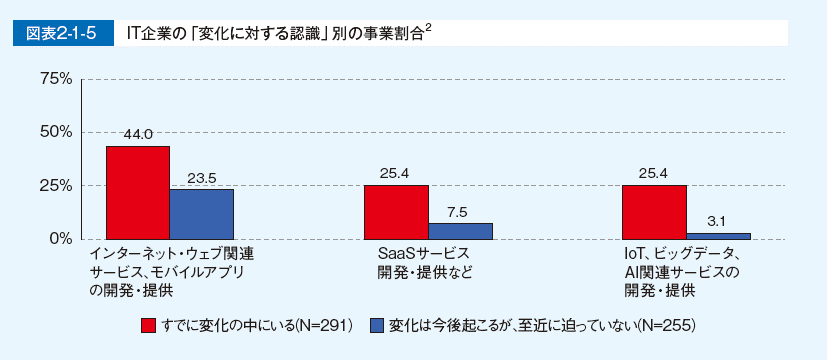 図表2-1-5 IT企業の「変化に対する認識」別の事業割合2
75%
50%
25%
0%
44.0
23.5
25.4
7.5
25.4
3.1
インターネット・ウェブ関連
サービス、モバイルアプリ
の開発・提供
SaaSサービス
開発・提供など
IoT、ビッグデータ、
AI関連サービスの
開発・提供
すでに変化の中にいる(N=291) 変化は今後起こるが、至近に迫っていない(N=255)